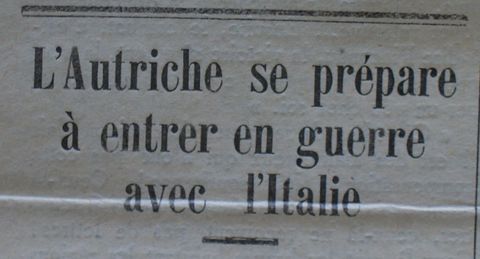 L'Autriche se prépare
à entrer en guerre
avec l'Italie